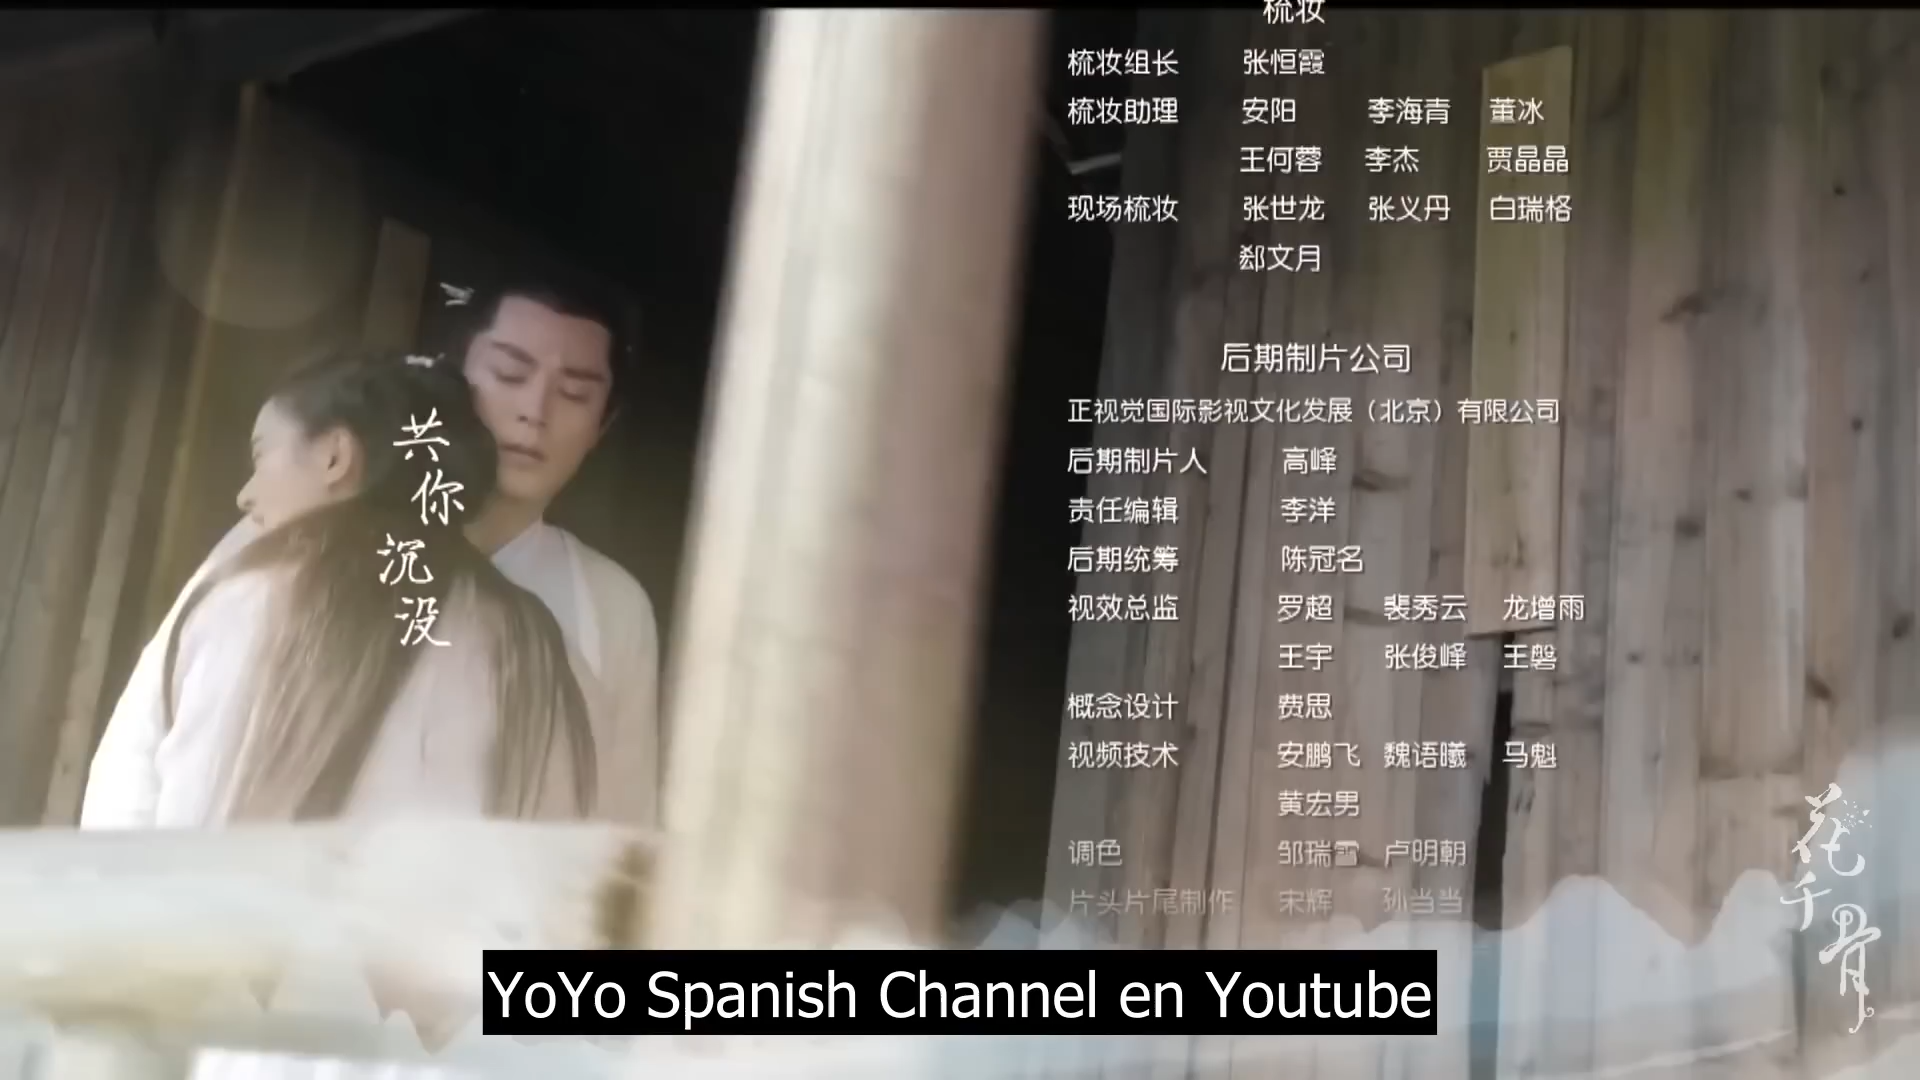 梳妆
梳妆组长 张恒霞
梳妆助理 安阳 李海青 董冰
王何蓉 李杰 贾晶晶
现场梳妆 张世龙 张义丹 白瑞格
郄文月
后期制片公司
正视觉国际影视文化发展（北京）有限公司
后期制片人 高峰
责任编辑 李洋
后期统筹 陈冠名
视效总监 罗超 裴秀云 龙增雨
王宇 张俊峰 王磐
概念设计 费思
视频技术 安鹏飞 魏语曦 马魁
黄宏男
调色 邹瑞雪 卢明朝
片头片尾制作 宋辉 孙当当
共你沉没
花千骨
YoYo Spanish Channel en Youtube